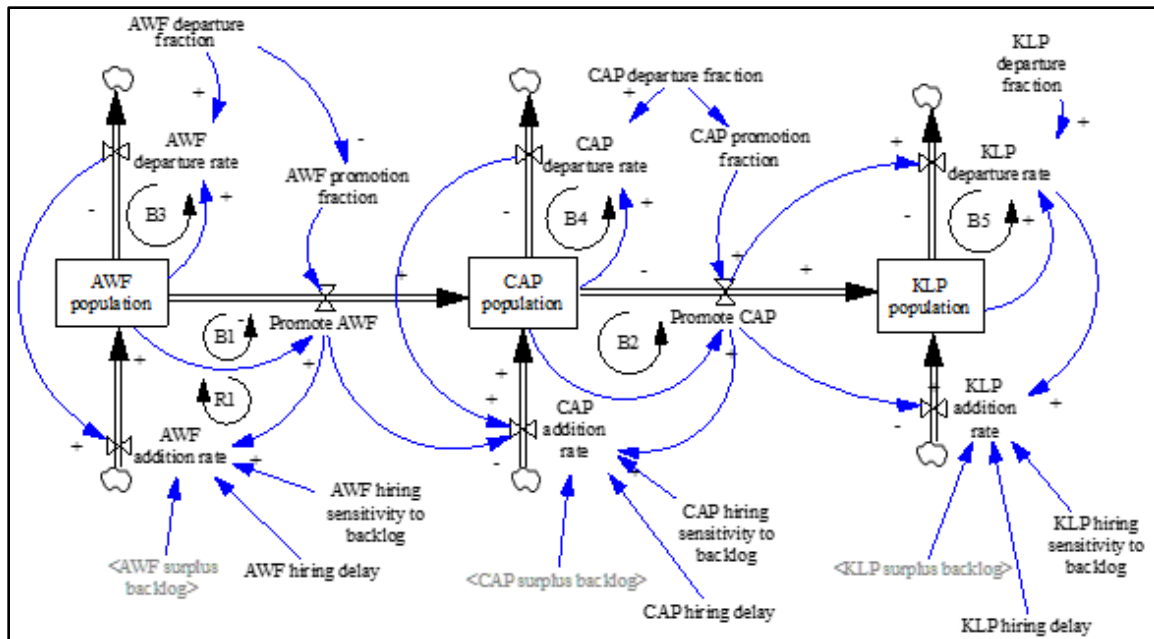 AWF departure
fraction
CAP departure fraction
KLP
departure
fraction
+
+
+
AWF
departure rate
-
CAP
departure rate
CAP promotion
fraction
+
KLP
departure rate
AWF promotion
fraction
-
B3
+
-
B4
+
-
B5
+
AWF
population
+
CAP
population
-
+
+
KLP
population
-
B1
Promote AWF
B2
Promote CAP
+
+
+
+
R1
+
+
+
+
AWF
addition rate
+
-
CAP
addition
rate
KLP
addition
rate
+
+
AWF hiring
sensitivity to
backlog
CAP hiring
sensitivity to
backlog
KLP hiring
sensitivity to
backlog
<AWF surplus
backlog>
AWF hiring delay
<CAP surplus backlog>
<KLP surplus backlog>
CAP hiring delay
KLP hiring delay